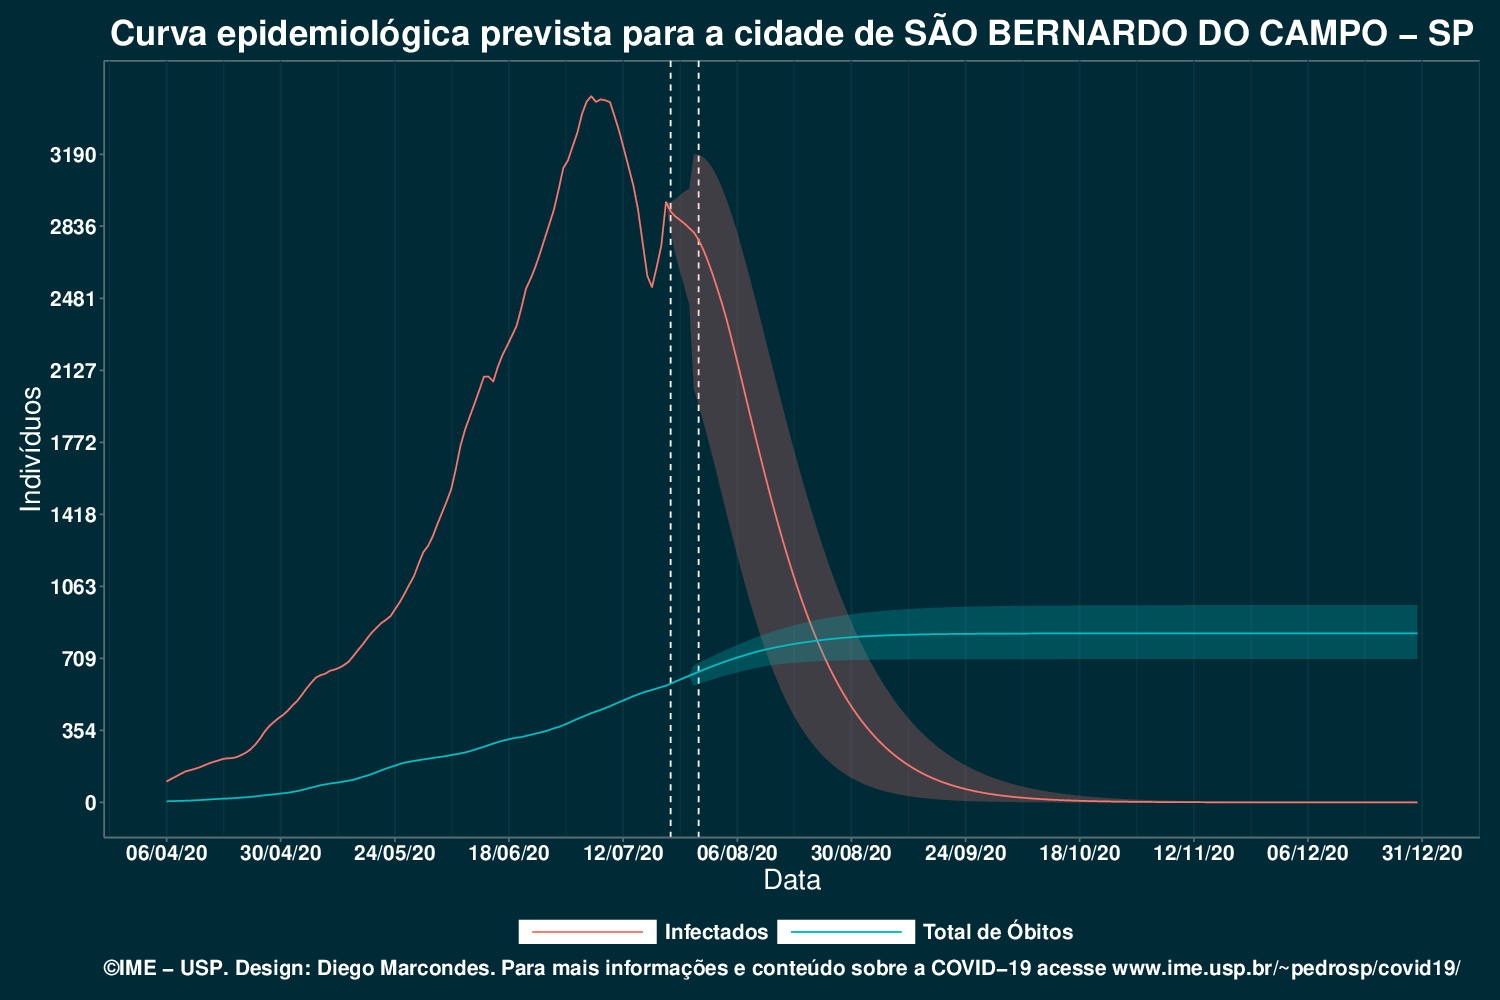 Curva epidemiológica prevista para a cidade de SÃO BERNARDO DO CAMPO – SP
3190
2836
2481
2127
1772
1418
1063
709
354
0
Indivíduos
06/04/20 30/04/20 24/05/20 18/06/20 12/07/20 06/08/20 30/08/20 24/09/20 18/10/20 12/11/20 06/12/20 31/12/20
Data
Infectados Total de Óbitos
©IME – USP. Design: Diego Marcondes. Para mais informações e conteúdo sobre a COVID–19 acesse www.ime.usp.br/~pedrosp/covid19/